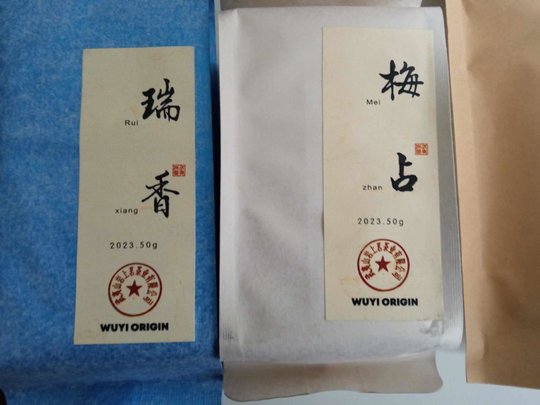 瑞
Rui
香
xiang
2023.50g
WUYI ORIGIN
梅
Mei
占
zhan
2023.50g
WUYI ORIGIN